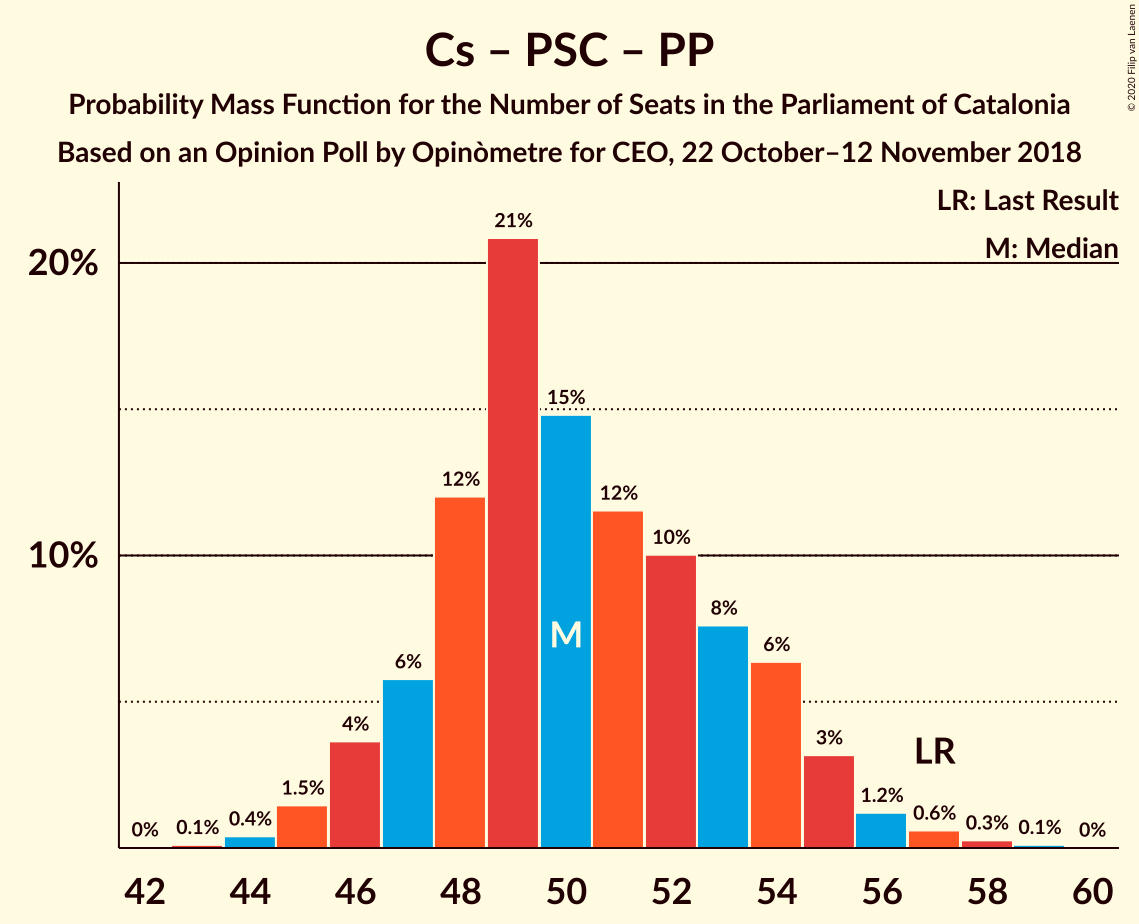 Cs – PSC – PP
Probability Mass Function for the Number of Seats in the Parliament of Catalonia
Based on an Opinion Poll by Opinòmetre for CEO, 22 October–12 November 2018
© 2020 Filip van Laenen
LR: Last Result
M: Median
20%
10%
0%
0.1%
0.4%
1.5%
4%
6%
12%
21%
15%
12%
10%
8%
6%
3%
1.2%
0.6%
0.3%
0.1%
0%
M
LR
42 44 46 48 50 52 54 56 58 60